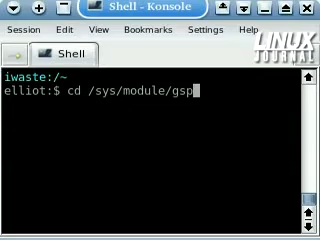 Shell - Konsole
Session Edit View Bookmarks Settings Help
LINUX
JOURNAL
Shell
iwaste:/~
elliot:$ cd /sys/module/gsp